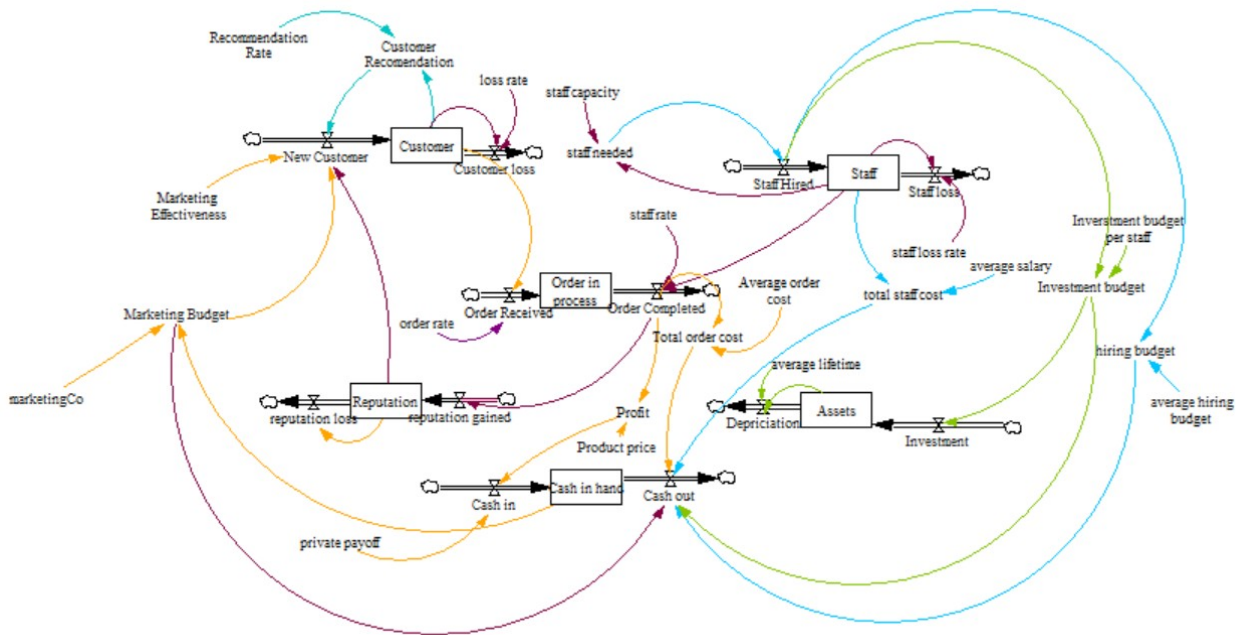 Recommendation
Rate
Customer
Recomendation
loss rate
staff capacity
Customer
New Customer
Customer loss
staff needed
Staff Hired
Staff
Staff loss
Marketing
Effectiveness
staff rate
staff loss rate
Inverstment budget
per staff
average salary
Investment budget
total staff cost
Order in
process
Order Received
Order Completed
Average order
cost
Marketing Budget
order rate
Total order cost
hiring budget
average lifetime
marketingCo
Reputation
reputation loss
reputation gained
Profit
Product price
Assets
Depriciation
Investment
average hiring
budget
Cash in hand
Cash in
Cash out
private payoff